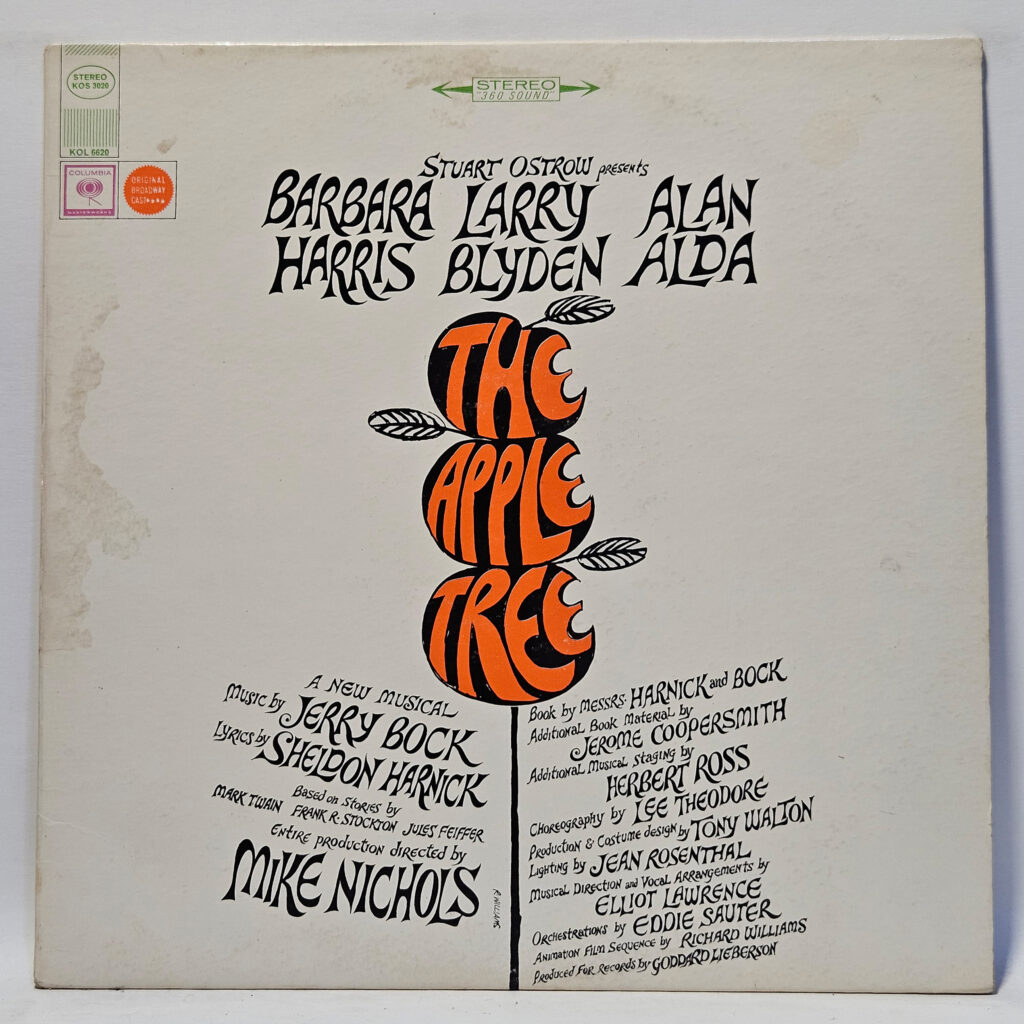 STEREO
KOS 3020
KOL 6620
COLUMBIA
MASTERWORKS
ORIGINAL
BROADWAY
CAST★★★★
STEREO
"360 SOUND"
STUART OSTROW presents
BARBARA LARRY ALAN
HARRIS BLYDEN ALDA
THE
APPLE
TREE
A NEW MUSICAL
Music by JERRY BOCK
Lyrics by SHELDON HARNICK
Based on Stories by
MARK TWAIN FRANK R. STOCKTON JULES FEIFFER
Entire production directed by
MIKE NICHOLS
R. WILLIAMS
Book by MESSRS. HARNICK and BOCK
Additional Book Material by
JEROME COOPERSMITH
Additional Musical Staging by
HERBERT ROSS
Choreography by LEE THEODORE
Production & Costume design by TONY WALTON
Lighting by JEAN ROSENTHAL
Musical Direction and Vocal Arrangements by
ELLIOT LAWRENCE
Orchestrations by EDDIE SAUTER
Animation Film Sequence by RICHARD WILLIAMS
Produced For Records by GODDARD LIEBERSON